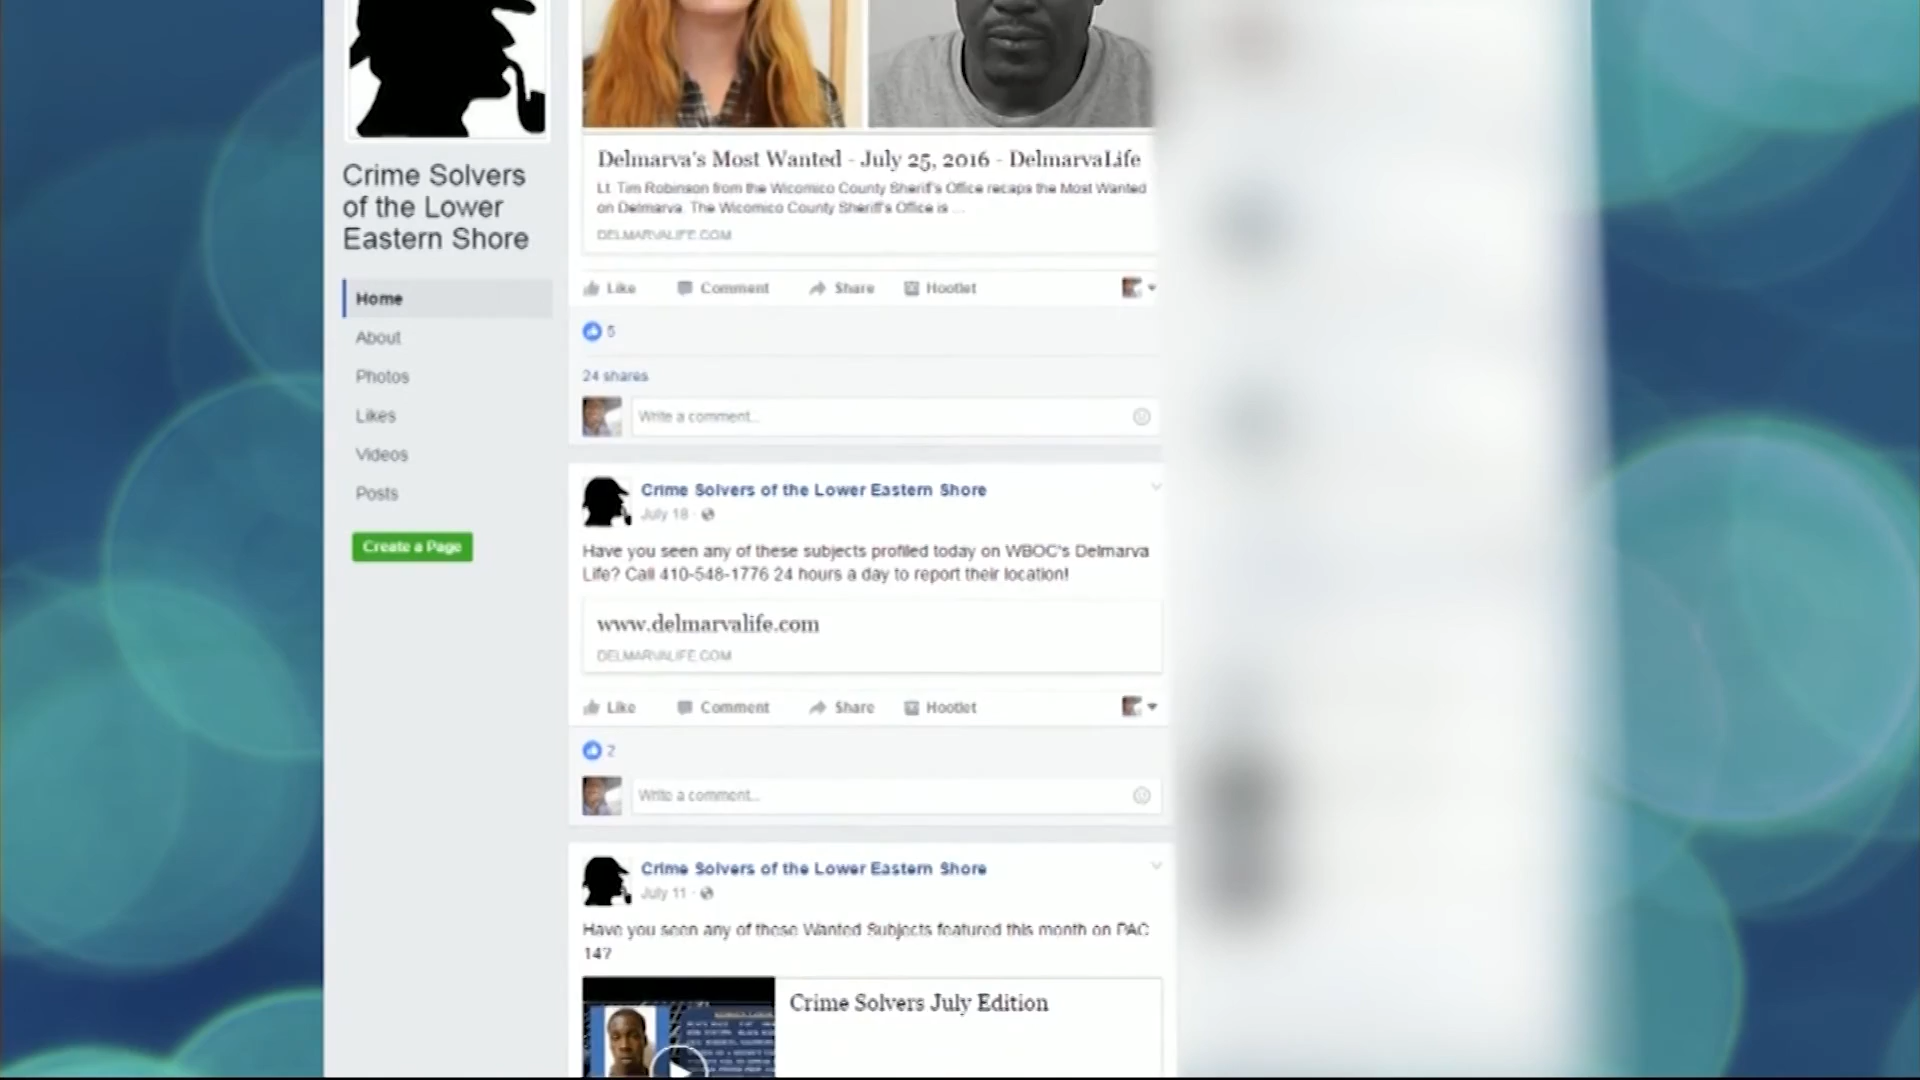 Crime Solvers
of the Lower
Eastern Shore
Home
About
Photos
Likes
Videos
Posts
Create a Page
Delmarva's Most Wanted - July 25, 2016 - DelmarvaLife
Lt. Tim Robinson from the Wicomico County Sheriff's Office recaps the Most Wanted
on Delmarva. The Wicomico County Sheriff's Office is ...
DELMARVALIFE.COM
Like Comment Share Hootlet
5
24 shares
Write a comment...
Crime Solvers of the Lower Eastern Shore
July 18
Have you seen any of these subjects profiled today on WBOC's Delmarva
Life? Call 410-548-1776 24 hours a day to report their location!
www.delmarvalife.com
DELMARVALIFE.COM
Like Comment Share Hootlet
2
Write a comment...
Crime Solvers of the Lower Eastern Shore
July 11
Have you seen any of these Wanted Subjects featured this month on PAC
147
Crime Solvers July Edition